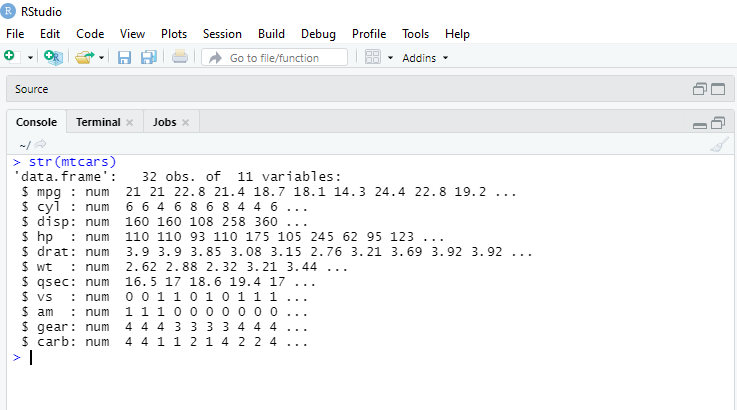 RStudio
File Edit Code View Plots Session Build Debug Profile Tools Help
Go to file/function Addins
Source
Console Terminal Jobs
~/
> str(mtcars)
'data.frame':   32 obs. of  11 variables:
 $ mpg : num  21 21 22.8 21.4 18.7 18.1 14.3 24.4 22.8 19.2 ...
 $ cyl : num  6 6 4 6 8 6 8 4 4 6 ...
 $ disp: num  160 160 108 258 360 ...
 $ hp  : num  110 110 93 110 175 105 245 62 95 123 ...
 $ drat: num  3.9 3.9 3.85 3.08 3.15 2.76 3.21 3.69 3.92 3.92 ...
 $ wt  : num  2.62 2.88 2.32 3.21 3.44 ...
 $ qsec: num  16.5 17 18.6 19.4 17 ...
 $ vs  : num  0 0 1 1 0 1 0 1 1 1 ...
 $ am  : num  1 1 1 0 0 0 0 0 0 0 ...
 $ gear: num  4 4 4 3 3 3 3 4 4 4 ...
 $ carb: num  4 4 1 1 2 1 4 2 2 4 ...
>